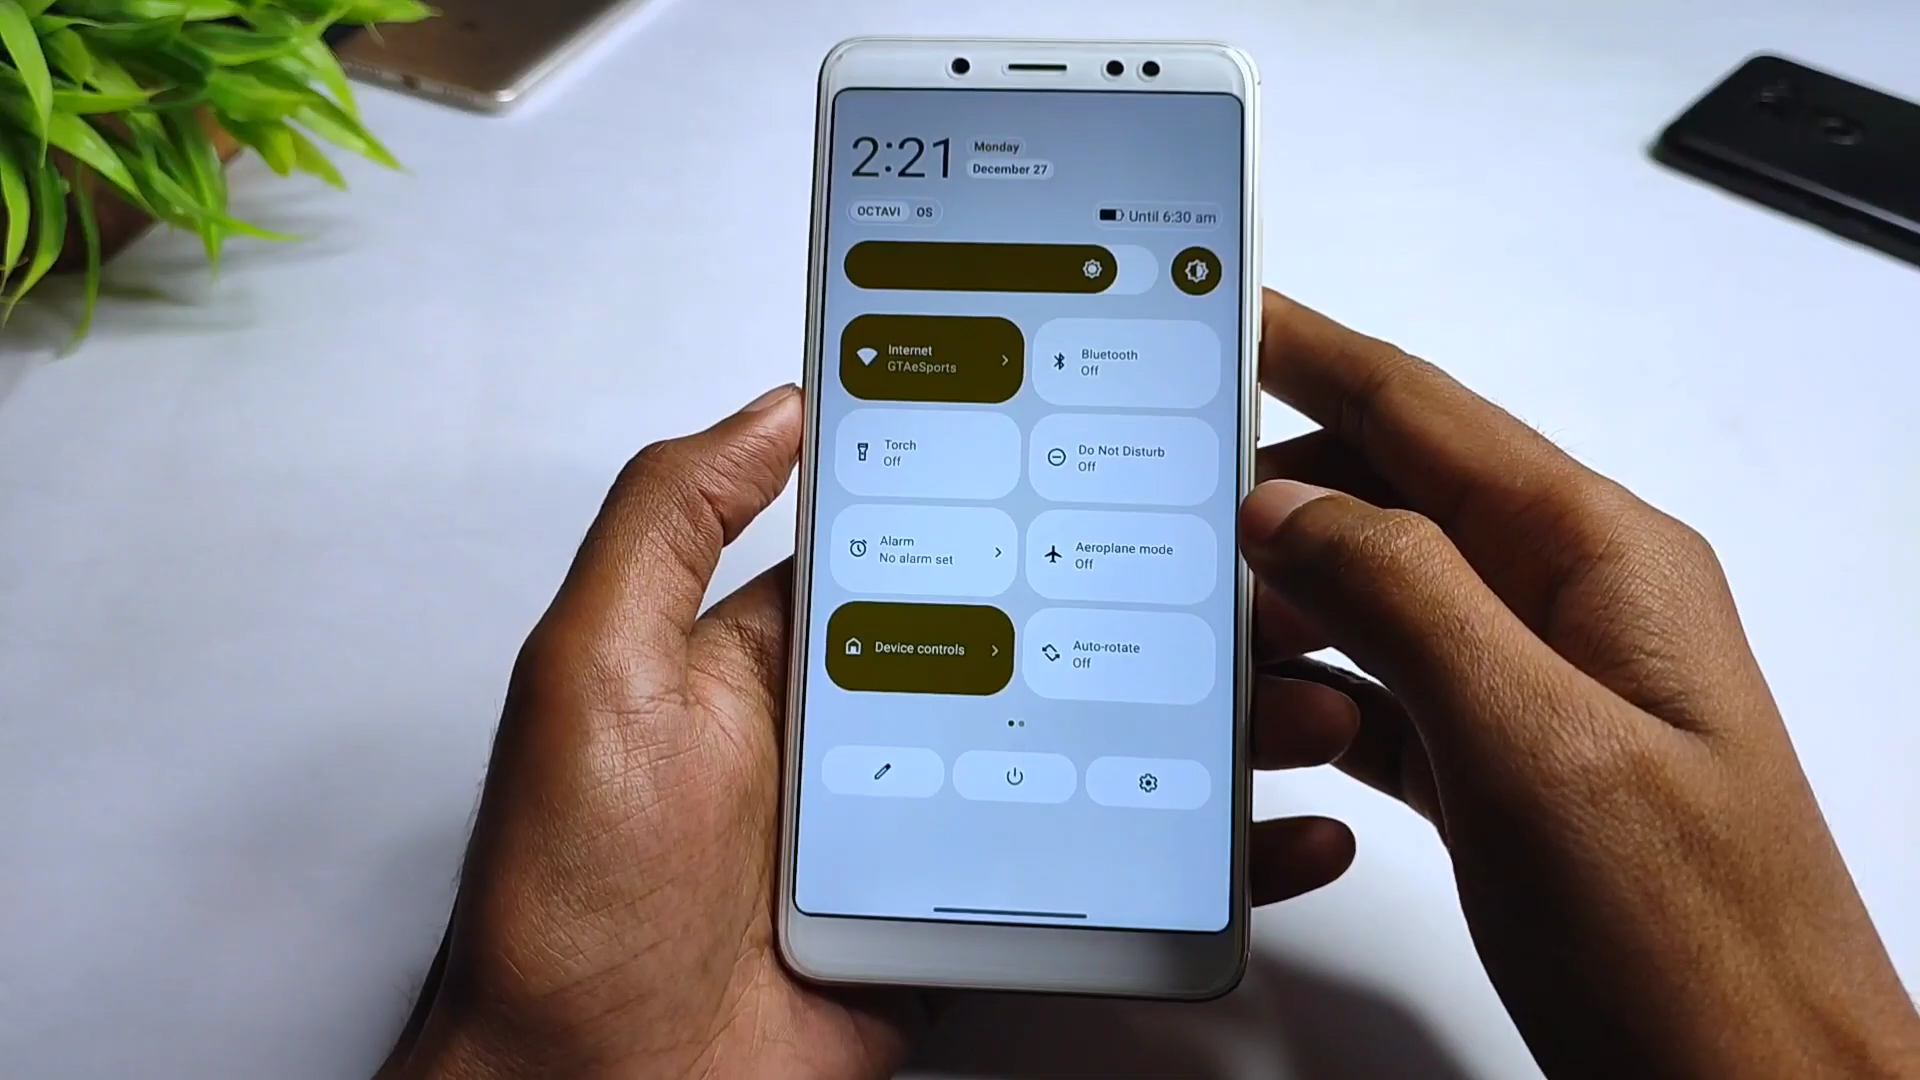 2:21
Monday
December 27
OCTAVI OS
Until 6:30 am
Internet
GTAeSports
Bluetooth
Off
Torch
Off
Do Not Disturb
Off
Alarm
No alarm set
Aeroplane mode
Off
Device controls
Auto-rotate
Off